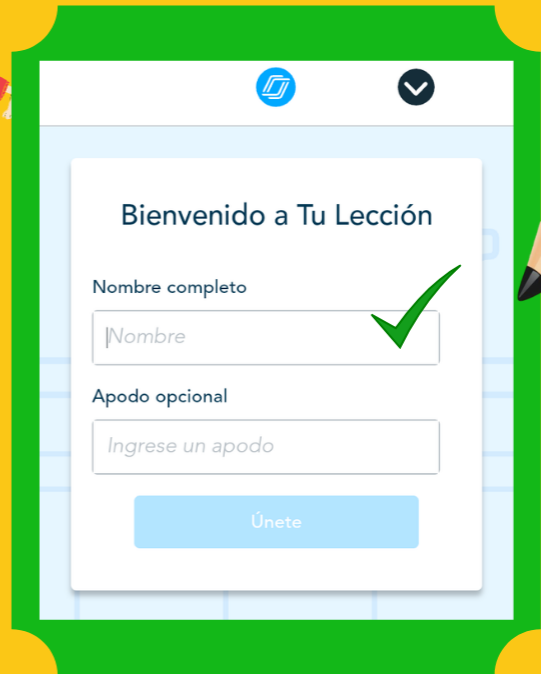 Bienvenido a Tu Lección
Nombre completo
Nombre
Apodo opcional
Ingrese un apodo
Únete